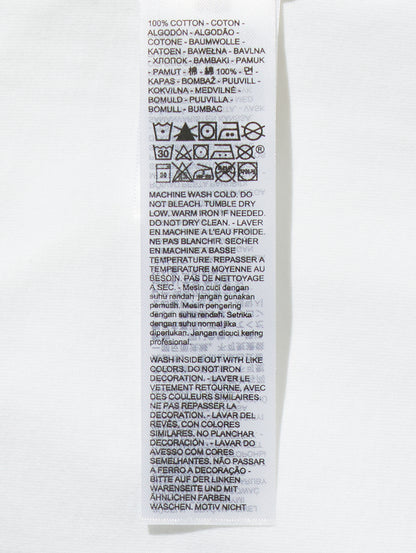 100% COTTON - COTON -
ALGODÓN - ALGODÃO -
COTONE - BAUMWOLLE -
KATOEN - BAWEŁNA - BAVLNA
- ХЛОПОК - BAMBAKI - PAMUK
- PAMUT - 棉 - 綿 100% - 면 -
KAPAS - BOMBAŽ - PUUVILL -
KOKVILNA - MEDVILNĖ -
BOMULD - PUUVILLA -
BOMULL - BUMBAC
30
®
30
MACHINE WASH COLD. DO
NOT BLEACH. TUMBLE DRY
LOW. WARM IRON IF NEEDED.
DO NOT DRY CLEAN. - LAVER
EN MACHINE A L'EAU FROIDE.
NE PAS BLANCHIR. SECHER
EN MACHINE A BASSE
TEMPERATURE. REPASSER A
TEMPERATURE MOYENNE AU
BESOIN. PAS DE NETTOYAGE
A SEC. - Mesin cuci dengan
suhu rendah. jangan gunakan
pemutih. Mesin pengering
dengan suhu rendah. Setrika
dengan suhu normal jika
diperlukan. Jangan dicuci kering
profesional.
WASH INSIDE OUT WITH LIKE
COLORS. DO NOT IRON
DECORATION. - LAVER LE
VETEMENT RETOURNE, AVEC
DES COULEURS SIMILAIRES.
NE PAS REPASSER LA
DECORATION. - LAVAR DEL
REVÉS, CON COLORES
SIMILARES. NO PLANCHAR
DECORACIÓN. - LAVAR DO
AVESSO COM CORES
SEMELHANTES. NÃO PASSAR
A FERRO A DECORAÇÃO -
BITTE AUF DER LINKEN
WARENSEITE UND MIT
ÄHNLICHEN FARBEN
WASCHEN. MOTIV NICHT